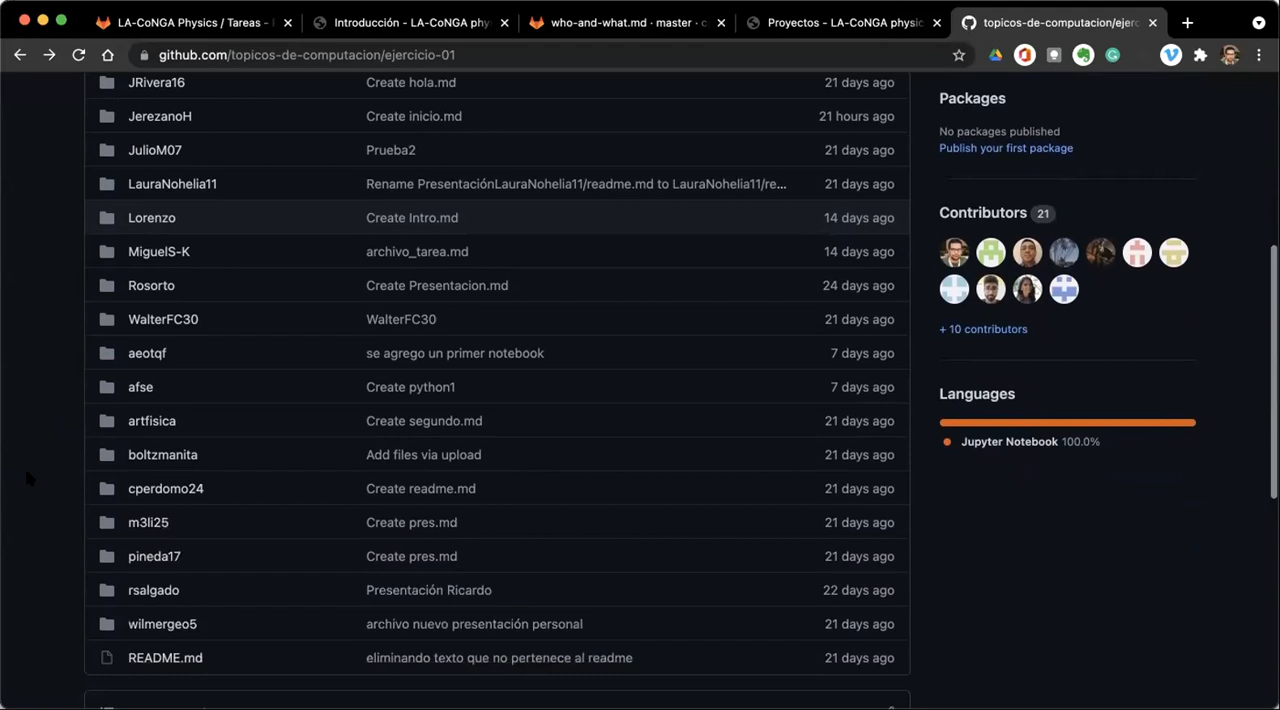 LA-CoNGA Physics / Tareas -
Introducción - LA-CoNGA phy
who-and-what.md · master ·
Proyectos - LA-CoNGA physic
topicos-de-computacion/ejer
github.com/topicos-de-computacion/ejercicio-01
JRivera16 Create hola.md 21 days ago
JerezanoH Create inicio.md 21 hours ago
JulioM07 Prueba2 21 days ago
LauraNohelia11 Rename PresentaciónLauraNohelia11/readme.md to LauraNohelia11/re... 21 days ago
Lorenzo Create Intro.md 14 days ago
MiguelS-K archivo_tarea.md 14 days ago
Rosorto Create Presentacion.md 24 days ago
WalterFC30 WalterFC30 21 days ago
aeotqf se agrego un primer notebook 7 days ago
afse Create python1 7 days ago
artfisica Create segundo.md 21 days ago
boltzmanita Add files via upload 21 days ago
cperdomo24 Create readme.md 21 days ago
m3li25 Create pres.md 21 days ago
pineda17 Create pres.md 21 days ago
rsalgado Presentación Ricardo 22 days ago
wilmergeo5 archivo nuevo presentación personal 21 days ago
README.md eliminando texto que no pertenece al readme 21 days ago
Packages
No packages published
Publish your first package
Contributors 21
+ 10 contributors
Languages
Jupyter Notebook 100.0%